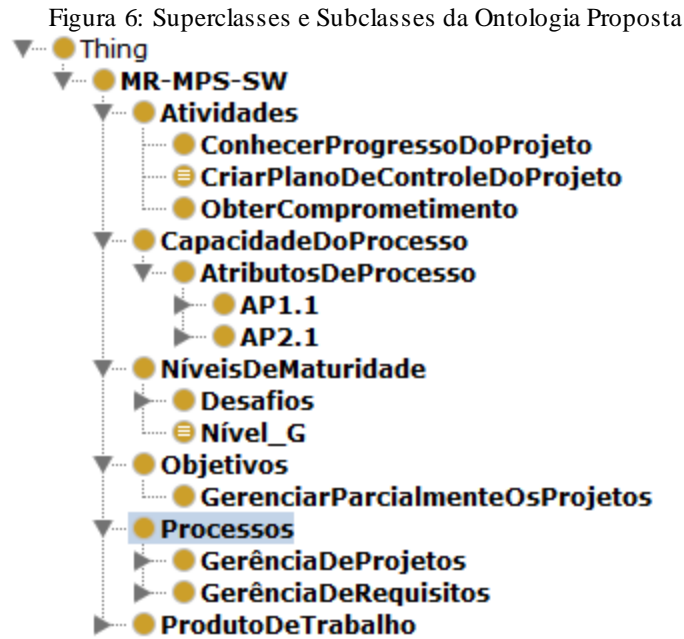 Figura 6: Superclasses e Subclasses da Ontologia Proposta
Thing
MR-MPS-SW
Atividades
ConhecerProgressoDoProjeto
CriarPlanoDeControleDoProjeto
ObterComprometimento
CapacidadeDoProcesso
AtributosDeProcesso
AP1.1
AP2.1
NíveisDeMaturidade
Desafios
Nível_G
Objetivos
GerenciarParcialmenteOsProjetos
Processos
GerênciaDeProjetos
GerênciaDeRequisitos
ProdutoDeTrabalho